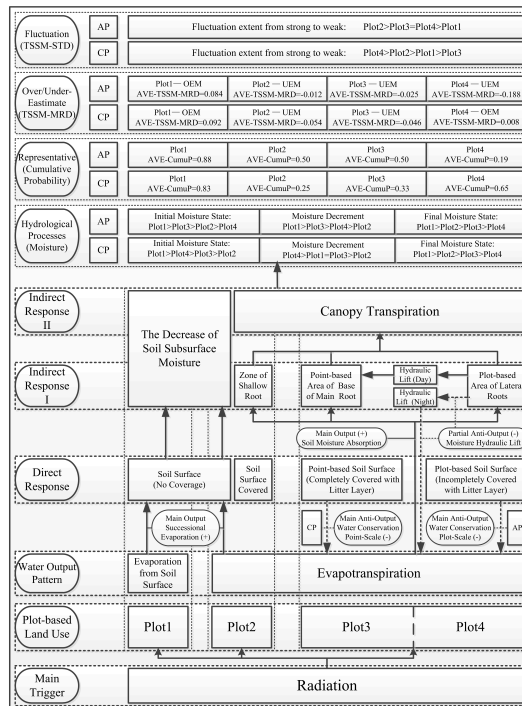 Fluctuation
(TSSM-STD)
AP
Fluctuation extent from strong to weak: Plot2>Plot3=Plot4>Plot1
CP
Fluctuation extent from strong to weak: Plot4>Plot2>Plot1>Plot3
Over/Under-
Eastimate
(TSSM-MRD)
AP
Plot1— OEM
AVE-TSSM-MRD=0.084
Plot2 — UEM
AVE-TSSM-MRD=-0.012
Plot3 — UEM
AVE-TSSM-MRD=-0.025
Plot4 — UEM
AVE-TSSM-MRD=-0.188
CP
Plot1 — OEM
AVE-TSSM-MRD=0.092
Plot2 — UEM
AVE-TSSM-MRD=-0.054
Plot3 — UEM
AVE-TSSM-MRD=-0.046
Plot4 — OEM
AVE-TSSM-MRD=0.008
Representative
(Cumulative
Probability)
AP
Plot1
AVE-CumuP=0.88
Plot2
AVE-CumuP=0.50
Plot3
AVE-CumuP=0.50
Plot4
AVE-CumuP=0.19
CP
Plot1
AVE-CumuP=0.83
Plot2
AVE-CumuP=0.25
Plot3
AVE-CumuP=0.33
Plot4
AVE-CumuP=0.65
Hydrological
Processes
(Moisture)
AP
Initial Moisture State:
Plot1>Plot3>Plot2>Plot4
Moisture Decrement
Plot1>Plot3>Plot4>Plot2
Final Moisture State:
Plot1>Plot2>Plot3>Plot4
CP
Initial Moisture State:
Plot1>Plot4>Plot3>Plot2
Moisture Decrement
Plot4>Plot1=Plot3>Plot2
Final Moisture State:
Plot1>Plot2>Plot3>Plot4
Indirect
Response
II
The Decrease of
Soil Subsurface
Moisture
Canopy Transpiration
Indirect
Response
I
Zone of
Shallow
Root
Point-based
Area of Base
of Main Root
Hydraulic
Lift (Day)
Hydraulic
Lift (Night)
Plot-based
Area of Lateral
Roots
Main Output (+)
Soil Moisture Absorption
Partial Anti-Output (-)
Moisture Hydraulic Lift
Direct
Response
Soil Surface
(No Coverage)
Soil
Surface
Covered
Point-based Soil Surface
(Completely Covered with
Litter Layer)
Plot-based Soil Surface
(Incompletely Covered
with Litter Layer)
Main Output
Successional
Evaporation (+)
CP
Main Anti-Output
Water Conservation
Point-Scale (-)
Main Anti-Output
Water Conservation
Plot-Scale (-)
AP
Water Output
Pattern
Evaporation
from Soil
Surface
Evapotranspiration
Plot-based
Land Use
Plot1
Plot2
Plot3
Plot4
Main
Trigger
Radiation